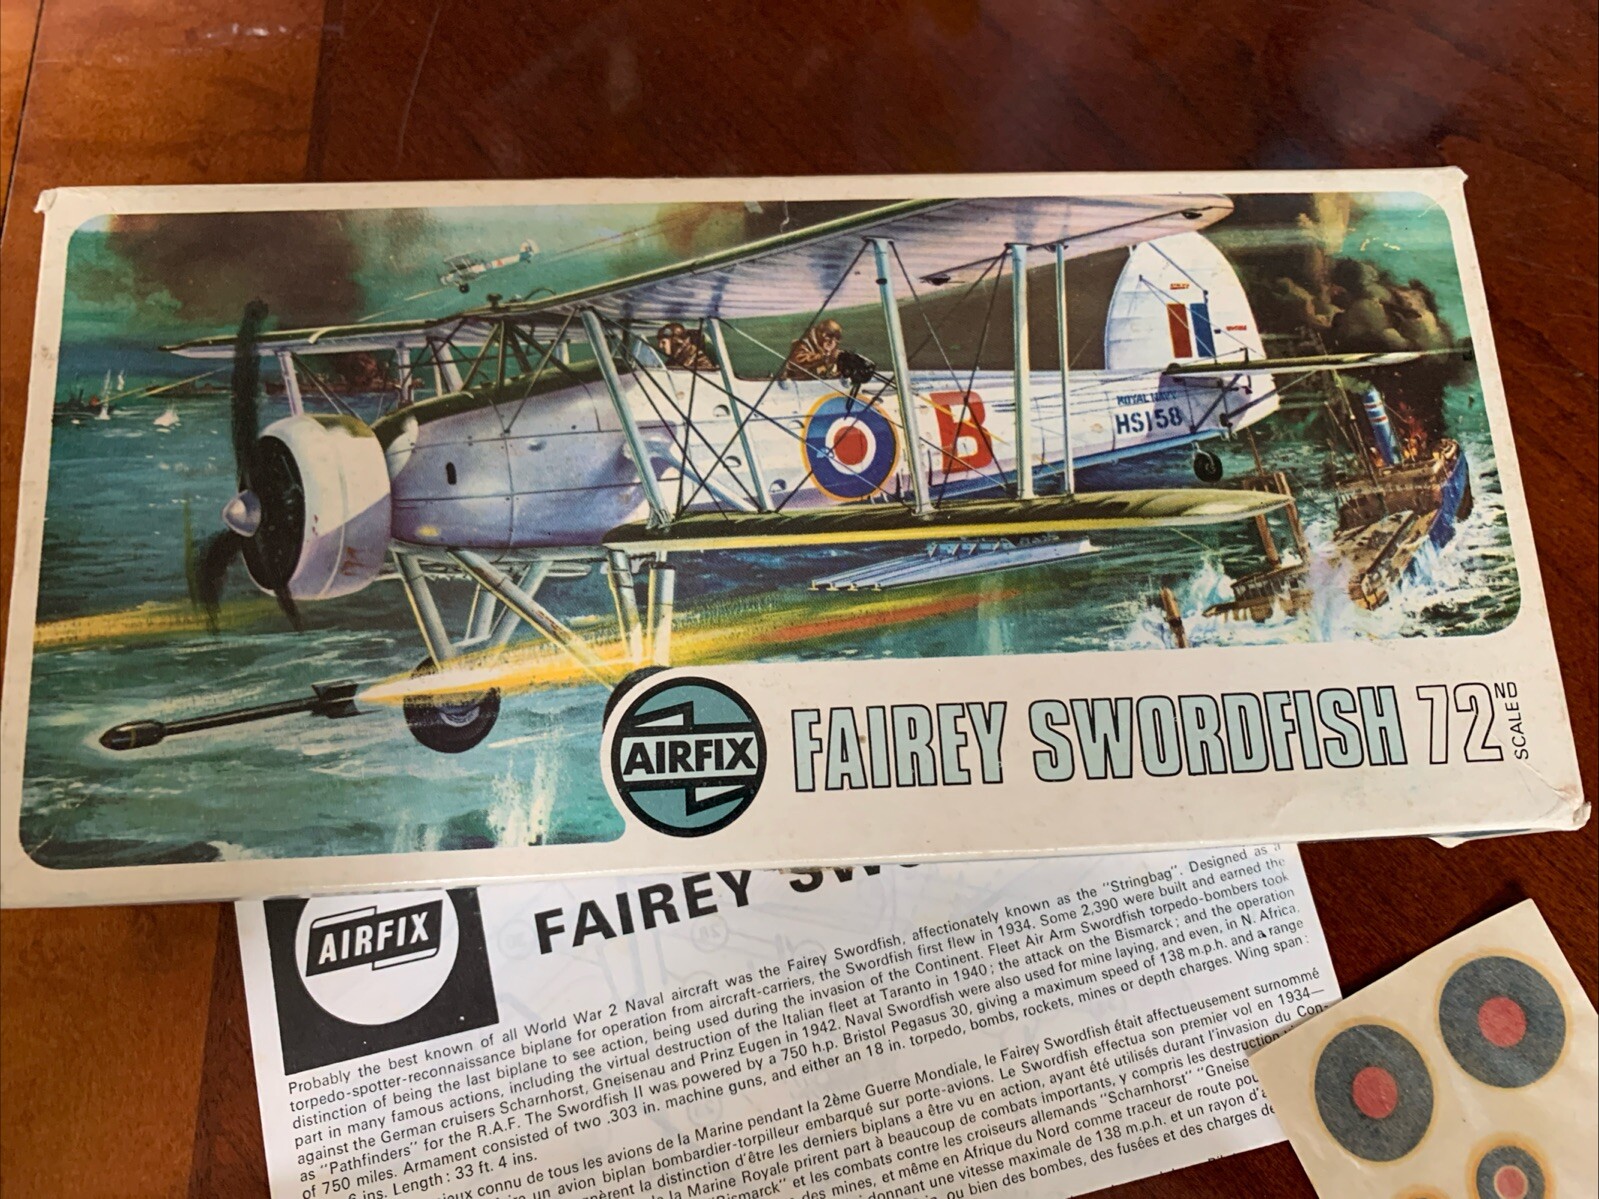 ROYAL NAVY
HS158
B
AIRFIX
FAIREY SWORDFISH 72ND SCALE
AIRFIX
FAIREY
Probably the best known of all World War 2 Naval aircraft was the Fairey Swordfish, affectionately known as the "Stringbag". Designed as a
torpedo-spotter-reconnaissance biplane for operation from aircraft-carriers, the Swordfish first flew in 1934. Some 2,390 were built and earned the
distinction of being the last biplane to see action, being used during the invasion of the Continent. Fleet Air Arm Swordfish torpedo-bombers took
part in many famous actions, including the virtual destruction of the Italian fleet at Taranto in 1940; the attack on the Bismarck; and the operation
against the German cruisers Scharnhorst, Gneisenau and Prinz Eugen in 1942. Naval Swordfish were also used for mine laying, and even, in N. Africa.
as "Pathfinders" for the R.A.F. The Swordfish II was powered by a 750 h.p. Bristol Pegasus 30, giving a maximum speed of 138 m.p.h. and a range
of 750 miles. Armament consisted of two .303 in. machine guns, and either an 18 in. torpedo, bombs, rockets, mines or depth charges. Wing span:
ins. Length: 33 ft. 4 ins.
connu de tous les avions de la Marine pendant la 2ème Guerre Mondiale, le Fairey Swordfish était affectueusement surnommé
un avion biplan bombardier-torpilleur embarqué sur porte-avions. Le Swordfish effectua son premier vol en 1934—
la distinction d'être les derniers biplans a être vu en action, ayant été utilisés durant l'invasion du Con-
la Marine Royale prirent part à beaucoup de combats importants, y compris les destruction
et les combats contre les croiseurs allemands "Scharnhorst"
des mines, et même en Afrique du Nord comme traceur de route
une vitesse maximale de 138 m.p.h. et un rayon
ou bien des bombes, des fusées et des charges